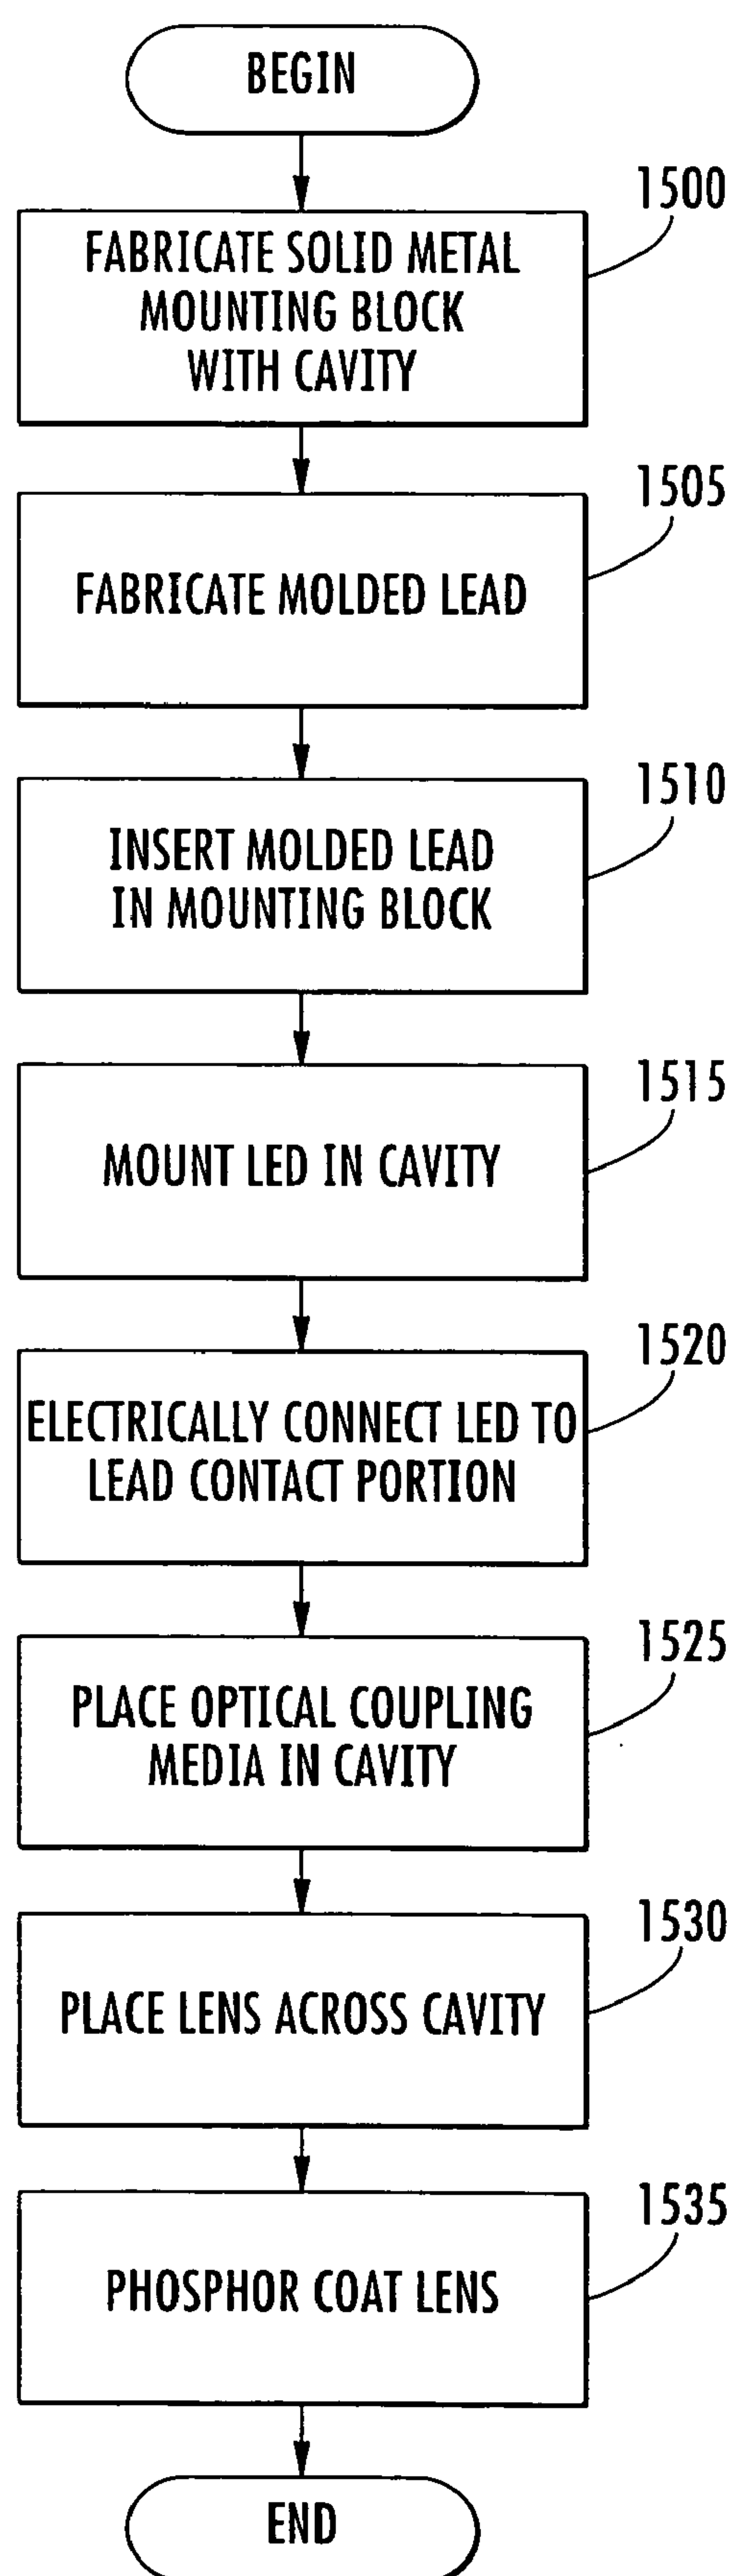 BEGIN
1500
FABRICATE SOLID METAL
MOUNTING BLOCK
WITH CAVITY
1505
FABRICATE MOLDED LEAD
1510
INSERT MOLDED LEAD
IN MOUNTING BLOCK
1515
MOUNT LED IN CAVITY
1520
ELECTRICALLY CONNECT LED TO
LEAD CONTACT PORTION
1525
PLACE OPTICAL COUPLING
MEDIA IN CAVITY
1530
PLACE LENS ACROSS CAVITY
1535
PHOSPHOR COAT LENS
END